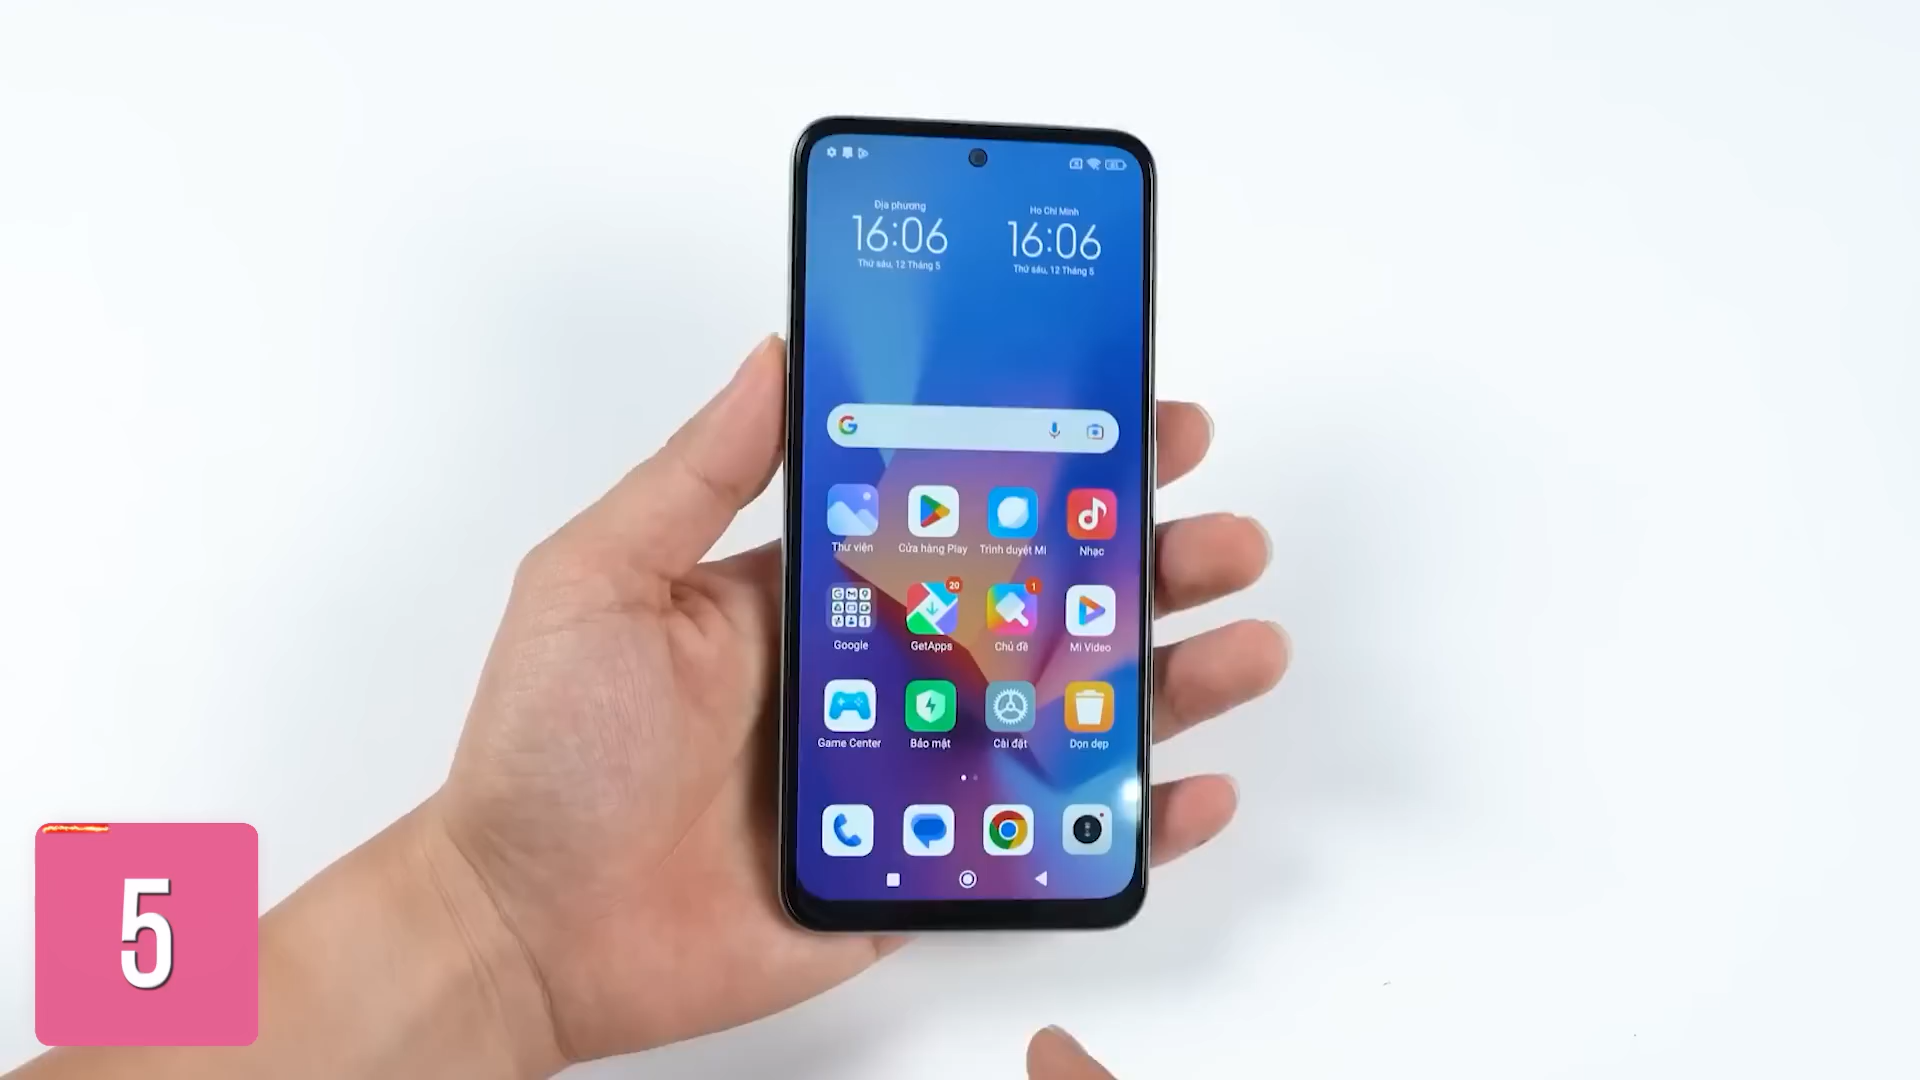 Địa phương
16:06
Thứ sáu, 12 Tháng 5
Ho Chi Minh
16:06
Thứ sáu, 12 Tháng 5
Thư viện
Cửa hàng Play
Trình duyệt Mi
Nhạc
20
1
Google
GetApps
Chủ đề
Mi Video
Game Center
Bảo mật
Cài đặt
Dọn dẹp
5